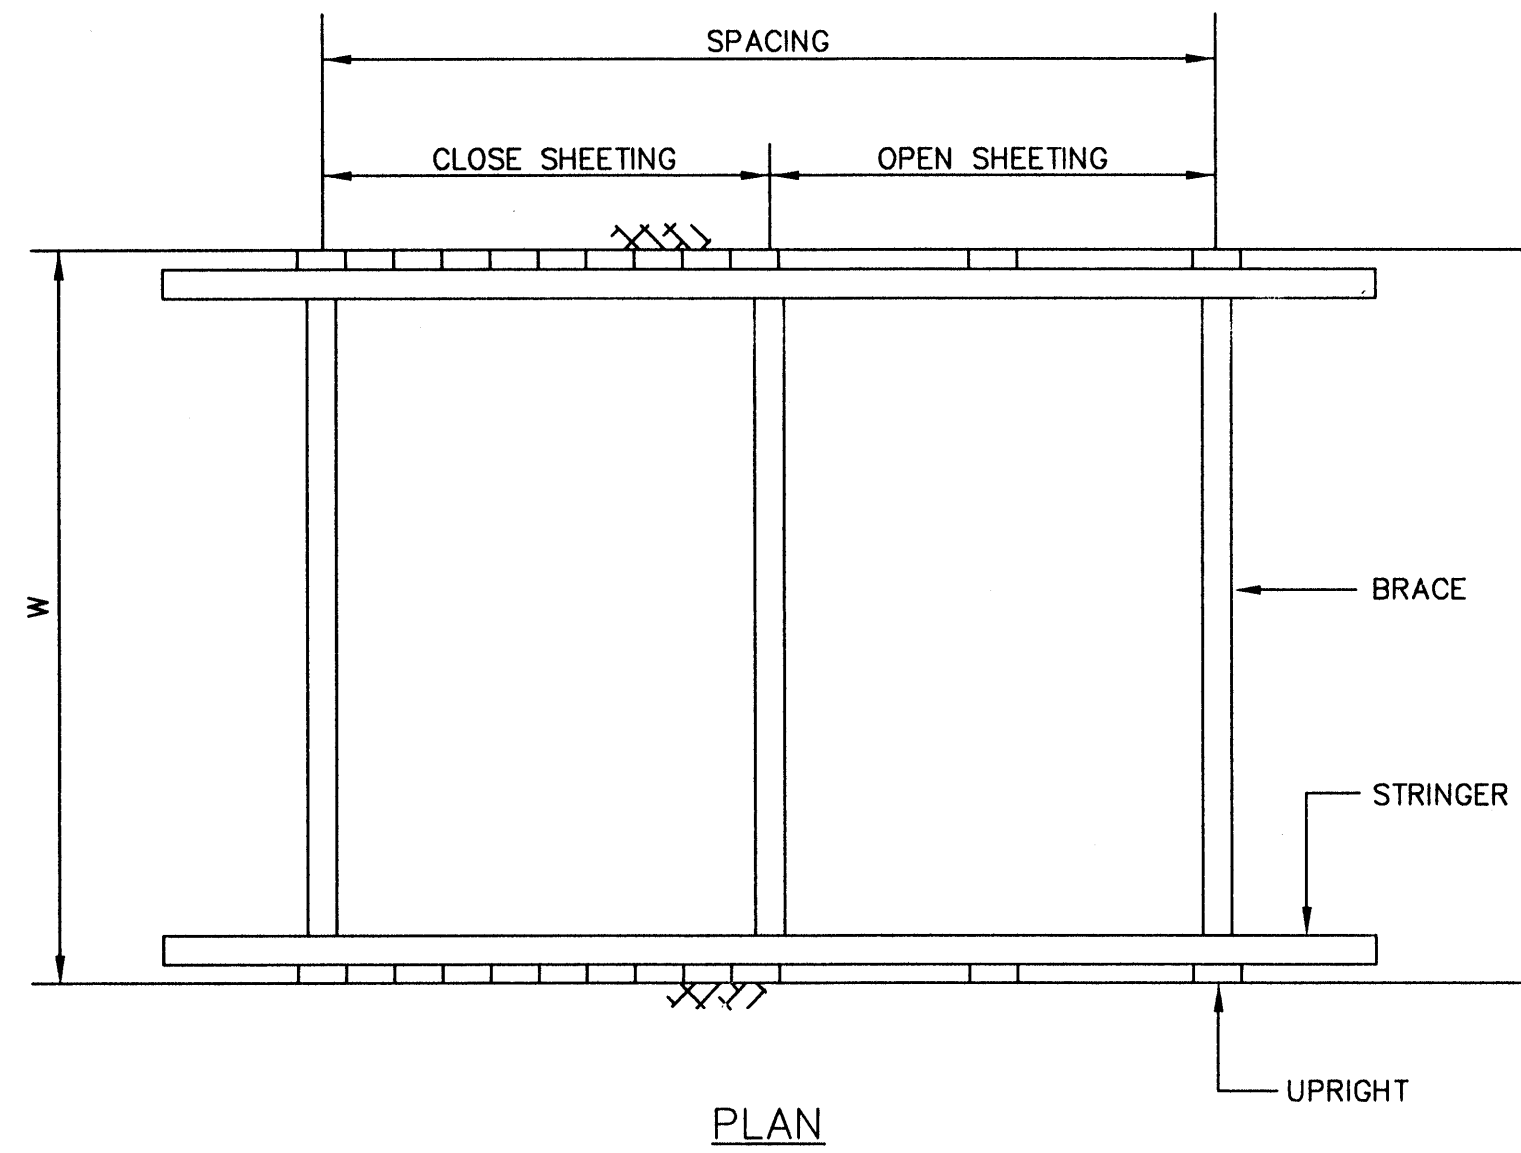 SPACING
CLOSE SHEETING
OPEN SHEETING
W
BRACE
STRINGER
UPRIGHT
PLAN